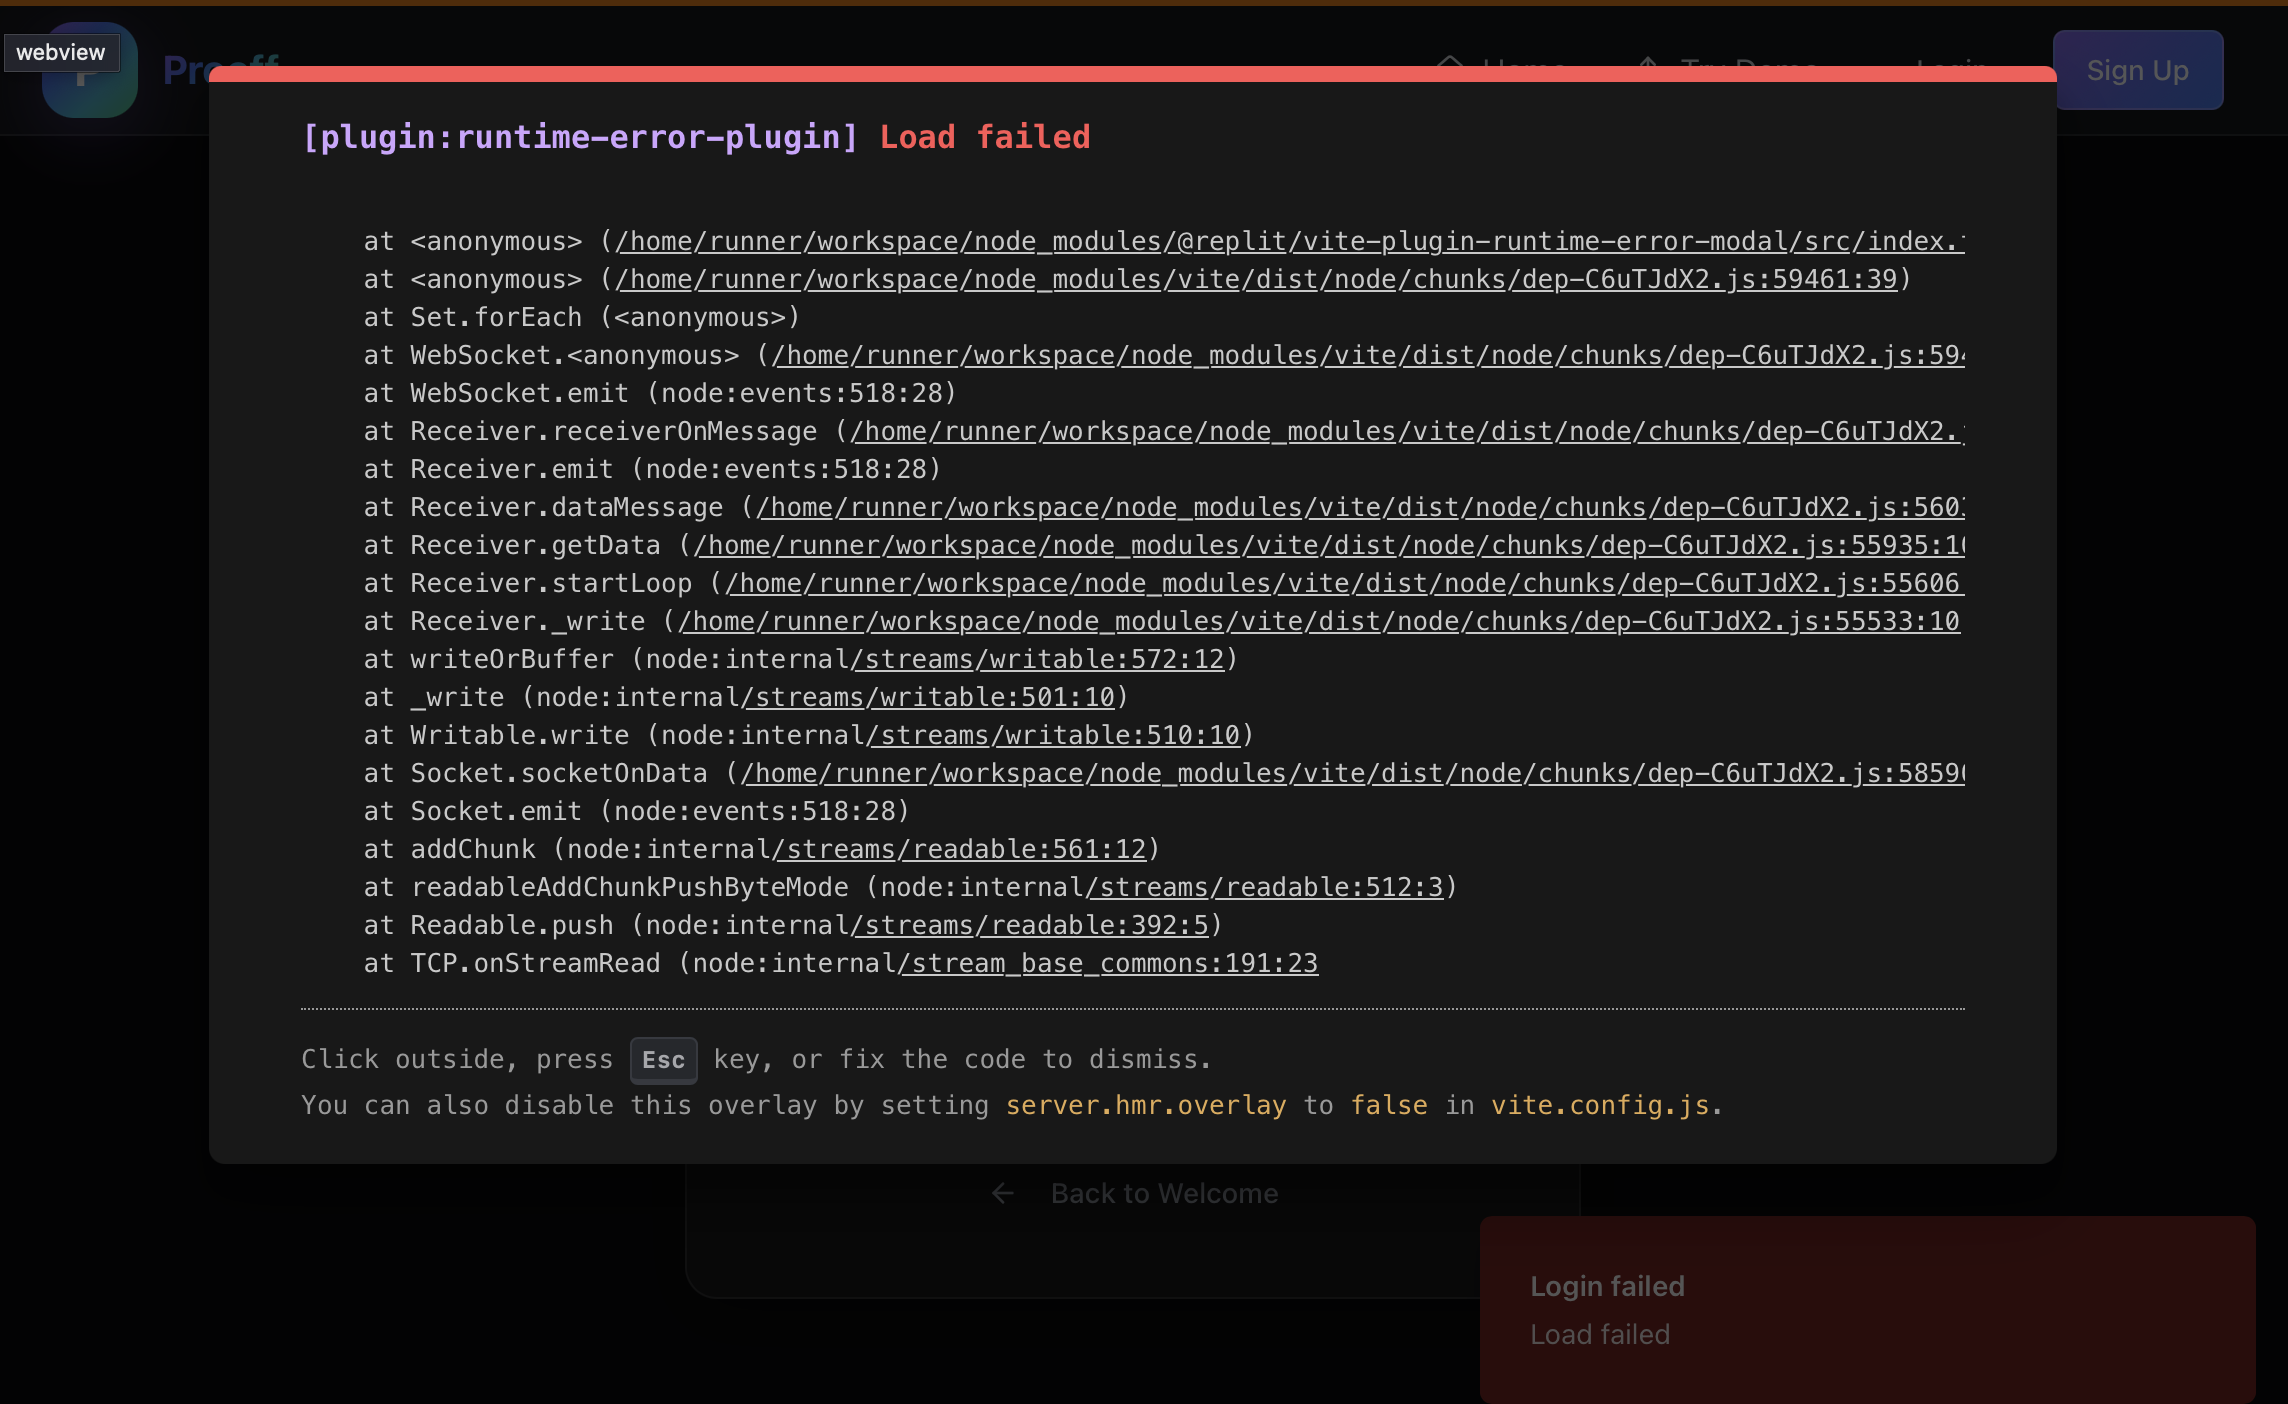 webview
P
Sign Up
[plugin:runtime-error-plugin] Load failed
at <anonymous> (/home/runner/workspace/node_modules/@replit/vite-plugin-runtime-error-modal/src/index.
at <anonymous> (/home/runner/workspace/node_modules/vite/dist/node/chunks/dep-C6uTJdX2.js:59461:39)
at Set.forEach (<anonymous>)
at WebSocket.<anonymous> (/home/runner/workspace/node_modules/vite/dist/node/chunks/dep-C6uTJdX2.js:594
at WebSocket.emit (node:events:518:28)
at Receiver.receiverOnMessage (/home/runner/workspace/node_modules/vite/dist/node/chunks/dep-C6uTJdX2.j
at Receiver.emit (node:events:518:28)
at Receiver.dataMessage (/home/runner/workspace/node_modules/vite/dist/node/chunks/dep-C6uTJdX2.js:560
at Receiver.getData (/home/runner/workspace/node_modules/vite/dist/node/chunks/dep-C6uTJdX2.js:55935:10
at Receiver.startLoop (/home/runner/workspace/node_modules/vite/dist/node/chunks/dep-C6uTJdX2.js:55606
at Receiver._write (/home/runner/workspace/node_modules/vite/dist/node/chunks/dep-C6uTJdX2.js:55533:10
at writeOrBuffer (node:internal/streams/writable:572:12)
at _write (node:internal/streams/writable:501:10)
at Writable.write (node:internal/streams/writable:510:10)
at Socket.socketOnData (/home/runner/workspace/node_modules/vite/dist/node/chunks/dep-C6uTJdX2.js:58590
at Socket.emit (node:events:518:28)
at addChunk (node:internal/streams/readable:561:12)
at readableAddChunkPushByteMode (node:internal/streams/readable:512:3)
at Readable.push (node:internal/streams/readable:392:5)
at TCP.onStreamRead (node:internal/stream_base_commons:191:23
Click outside, press Esc key, or fix the code to dismiss.
You can also disable this overlay by setting server.hmr.overlay to false in vite.config.js.
← Back to Welcome
Login failed
Load failed